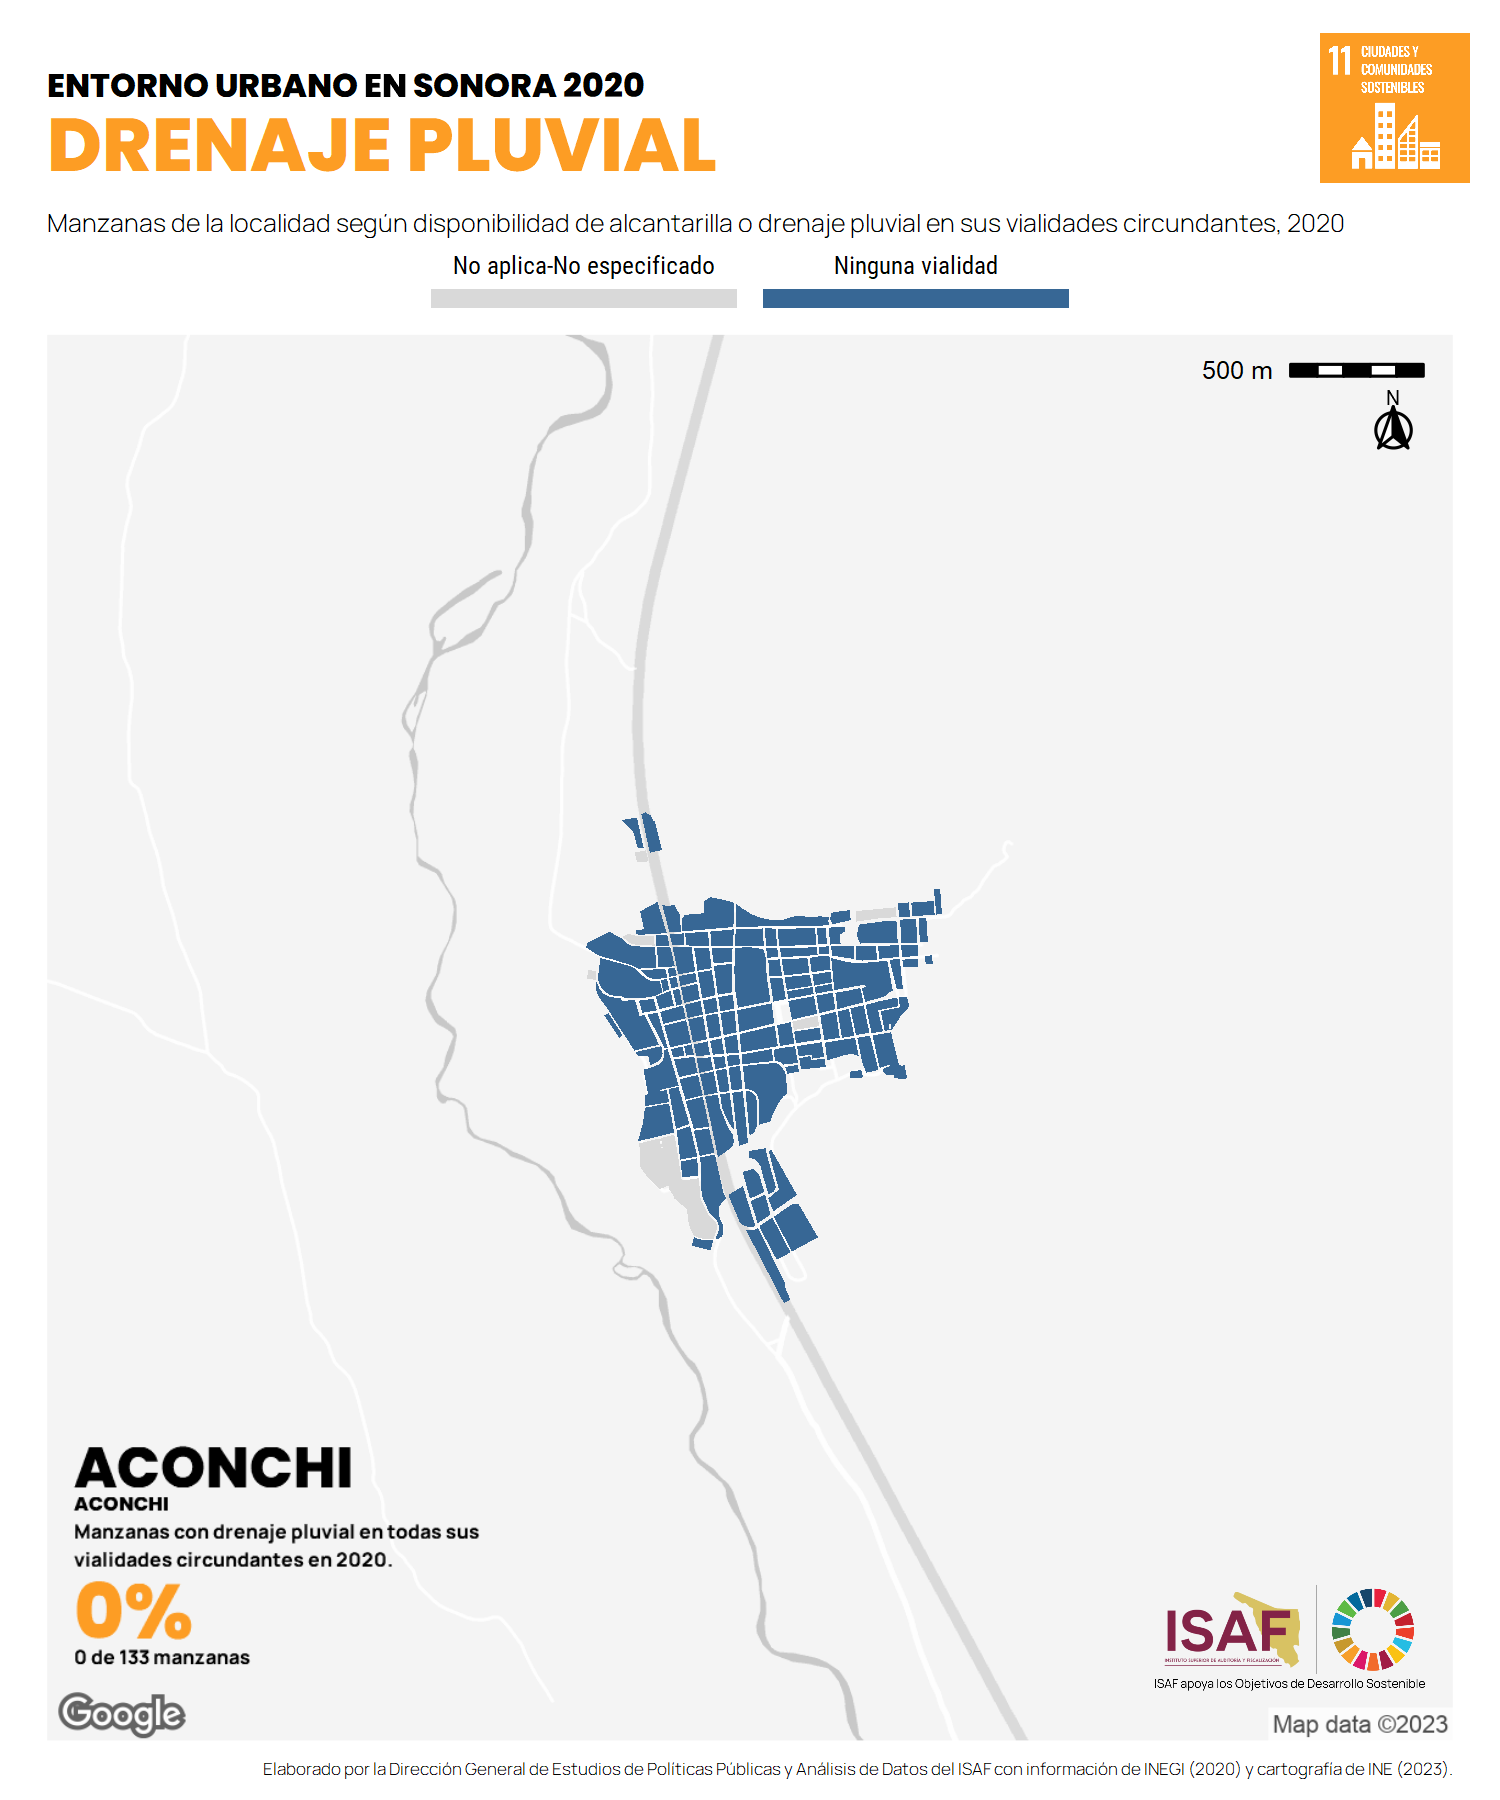 ENTORNO URBANO EN SONORA 2020
DRENAJE PLUVIAL
11 CIUDADES Y
COMUNIDADES
SOSTENIBLES
Manzanas de la localidad según disponibilidad de alcantarilla o drenaje pluvial en sus vialidades circundantes, 2020
No aplica-No especificado Ninguna vialidad
500 m
N
ACONCHI
ACONCHI
Manzanas con drenaje pluvial en todas sus
vialidades circundantes en 2020.
0%
0 de 133 manzanas
ISAF
INSTITUTO SUPERIOR DE AUDITORÍA Y FISCALIZACIÓN
ISAF apoya los Objetivos de Desarrollo Sostenible
Google
Map data ©2023
Elaborado por la Dirección General de Estudios de Políticas Públicas y Análisis de Datos del ISAF con información de INEGI (2020) y cartografía de INE (2023).